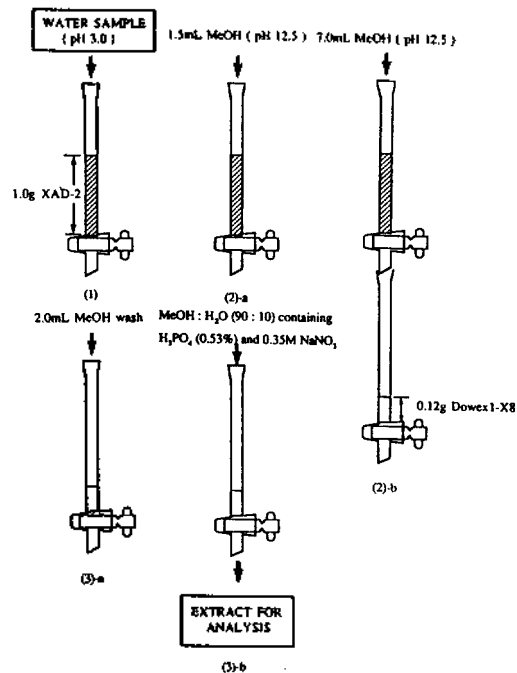 WATER SAMPLE
( pH 3.0 )
1.5mL MeOH ( pH 12.5 )
7.0mL MeOH ( pH 12.5 )
1.0g XAD-2
(1)
(2)-a
2.0mL MeOH wash
MeOH : H₂O (90 : 10) containing
H₃PO₄ (0.53%) and 0.35M NaNO₃
0.12g Dowex1-X8
(2)-b
(3)-a
EXTRACT FOR
ANALYSIS
(3)-b